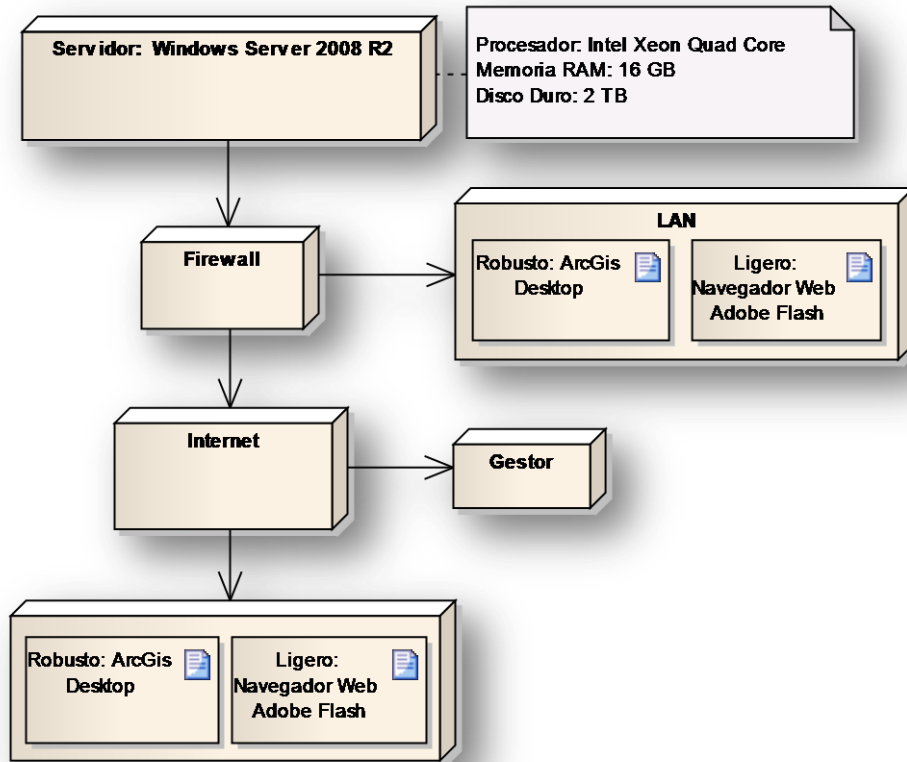 Servidor: Windows Server 2008 R2
Procesador: Intel Xeon Quad Core
Memoria RAM: 16 GB
Disco Duro: 2 TB
Firewall
LAN
Robusto: ArcGis
Desktop
Ligero:
Navegador Web
Adobe Flash
Internet
Gestor
Robusto: ArcGis
Desktop
Ligero:
Navegador Web
Adobe Flash